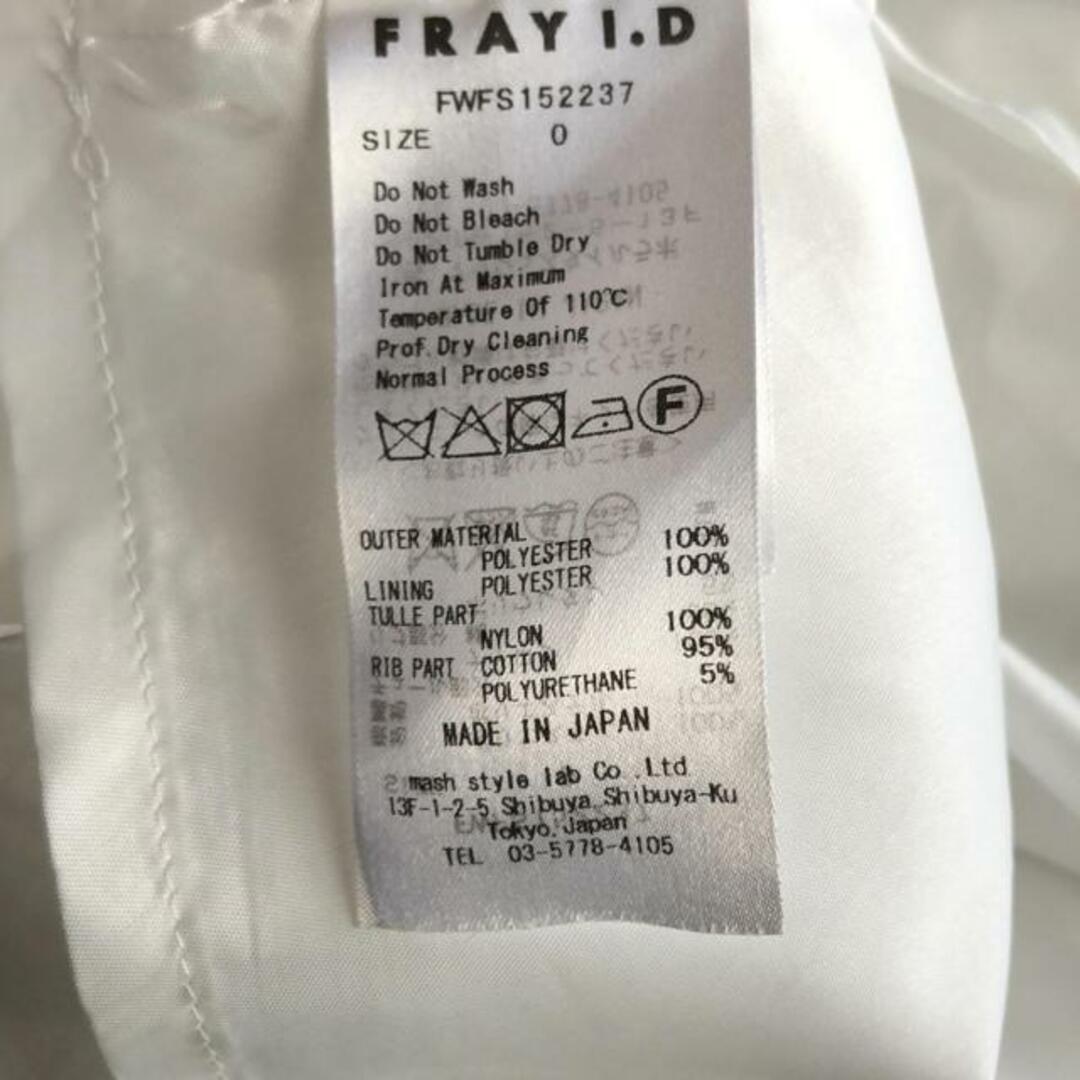 FRAY I.D
FWFS152237
SIZE 0
Do Not Wash
Do Not Bleach
Do Not Tumble Dry
Iron At Maximum
Temperature Of 110℃
Prof.Dry Cleaning
Normal Process
F
OUTER MATERIAL
POLYESTER 100%
LINING POLYESTER 100%
TULLE PART
NYLON 100%
RIB PART COTTON 95%
POLYURETHANE 5%
MADE IN JAPAN
mash style lab Co .Ltd
13F-1-2-5,Shibuya,Shibuya-Ku
Tokyo.Japan
TEL 03-5778-4105